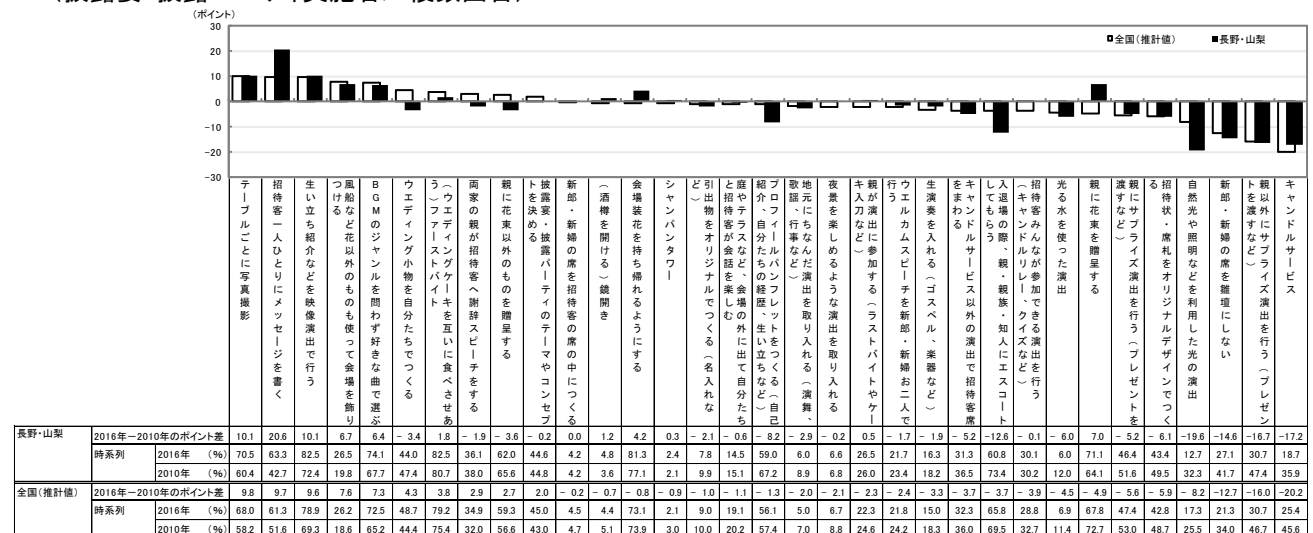 (ポイント)
30
20
10
0
-10
-20
-30
全国(推計値)
長野・山梨
テーブルごとに写真撮影
招待客一人ひとりにメッセージを書く
生い立ち紹介などを映像演出で行う
風船など花以外のものも使って会場を飾り
つける
BGMのジャンルを問わず好きな曲で選ぶ
ウエディング小物を自分たちでつくる
(ウエディングケーキを互いに食べさせあ
う)ファーストバイト
両家の親が招待客へ謝辞スピーチをする
親に花束以外のものを贈呈する
披露宴・披露パーティのテーマやコンセプ
トを決める
新郎・新婦の席を招待客の席の中につくる
(酒樽を開ける)鏡開き
会場装花を持ち帰れるようにする
シャンパンタワー
引出物をオリジナルでつくる(名入れな
ど)
庭やテラスなど、会場の外に出て自分たち
と招待客が会話を楽しむ
プロフィールパンフレットをつくる(自己
紹介、自分たちの経歴、生い立ちなど)
地元にちなんだ演出を取り入れる(演舞、
歌謡、行事など)
夜景を楽しめるような演出を取り入れる
親が演出に参加する(ラストバイトやケー
キ入刀など)
ウエルカムスピーチを新郎・新婦お二人で
行う
生演奏を入れる(ゴスペル、楽器など)
キャンドルサービス以外の演出で招待客席
をまわる
入退場の際、親・親族・知人にエスコート
してもらう
招待客みんなが参加できる演出を行う
(キャンドルリレー、クイズなど)
光る水を使った演出
親に花束を贈呈する
親にサプライズ演出を行う(プレゼントを
渡すなど)
招待状・席札をオリジナルデザインでつく
る
自然光や照明などを利用した光の演出
新郎・新婦の席を雛壇にしない
親以外にサプライズ演出を行う(プレゼン
トを渡すなど)
キャンドルサービス
長野・山梨 2016年-2010年のポイント差 10.1 20.6 10.1 6.7 6.4 -3.4 1.8 -1.9 -3.6 -0.2 0.0 1.2 4.2 0.3 -2.1 -0.6 -8.2 -2.9 -0.2 0.5 -1.7 -1.9 -5.2 -12.6 -0.1 -6.0 7.0 -5.2 -6.1 -19.6 -14.6 -16.7 -17.2
時系列 2016年 (%) 70.5 63.3 82.5 26.5 74.1 44.0 82.5 36.1 62.0 44.6 4.2 4.8 81.3 2.4 7.8 14.5 59.0 6.0 6.6 26.5 21.7 16.3 31.3 60.8 30.1 6.0 71.1 46.4 43.4 12.7 27.1 30.7 18.7
2010年 (%) 60.4 42.7 72.4 19.8 67.7 47.4 80.7 38.0 65.6 44.8 4.2 3.6 77.1 2.1 9.9 15.1 67.2 8.9 6.8 26.0 23.4 18.2 36.5 73.4 30.2 12.0 64.1 51.6 49.5 32.3 41.7 47.4 35.9
全国(推計値) 2016年-2010年のポイント差 9.8 9.7 9.6 7.6 7.3 4.3 3.8 2.9 2.7 2.0 -0.2 -0.7 -0.8 -0.9 -1.0 -1.1 -1.3 -2.0 -2.1 -2.3 -2.4 -3.3 -3.7 -3.7 -3.9 -4.5 -4.9 -5.6 -5.9 -8.2 -12.7 -16.0 -20.2
時系列 2016年 (%) 68.0 61.3 78.9 26.2 72.5 48.7 79.2 34.9 59.3 45.0 4.5 4.4 73.1 2.1 9.0 19.1 56.1 5.0 6.7 22.3 21.8 15.0 32.3 65.8 28.8 6.9 67.8 47.4 42.8 17.3 21.3 30.7 25.4
2010年 (%) 58.2 51.6 69.3 18.6 65.2 44.4 75.4 32.0 56.6 43.0 4.7 5.1 73.9 3.0 10.0 20.2 57.4 7.0 8.8 24.6 24.2 18.3 36.0 69.5 32.7 11.4 72.7 53.0 48.7 25.5 34.0 46.7 45.6